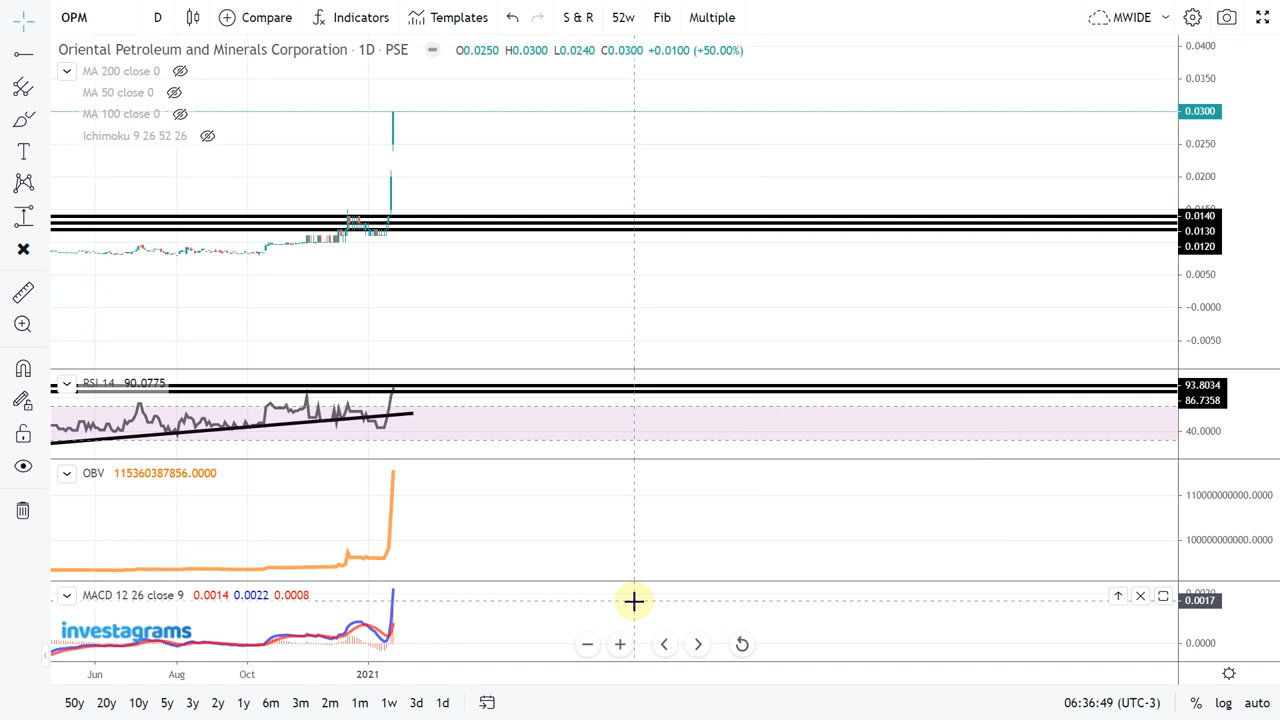 OPM D Compare Indicators Templates S & R 52w Fib Multiple MWIDE
Oriental Petroleum and Minerals Corporation · 1D · PSE O0.0250 H0.0300 L0.0240 C0.0300 +0.0100 (+50.00%)
MA 200 close 0
MA 50 close 0
MA 100 close 0
Ichimoku 9 26 52 26
0.0400
0.0350
0.0300
0.0250
0.0200
0.0140
0.0130
0.0120
0.0050
−0.0000
−0.0050
RSI 14 90.0775
93.8034
86.7358
40.0000
OBV 115360387856.0000
110000000000.0000
100000000000.0000
MACD 12 26 close 9 0.0014 0.0022 0.0008
0.0017
investagrams
0.0000
Jun Aug Oct 2021
50y 20y 10y 5y 3y 2y 1y 6m 3m 2m 1m 1w 3d 1d 06:36:49 (UTC-3) % log auto